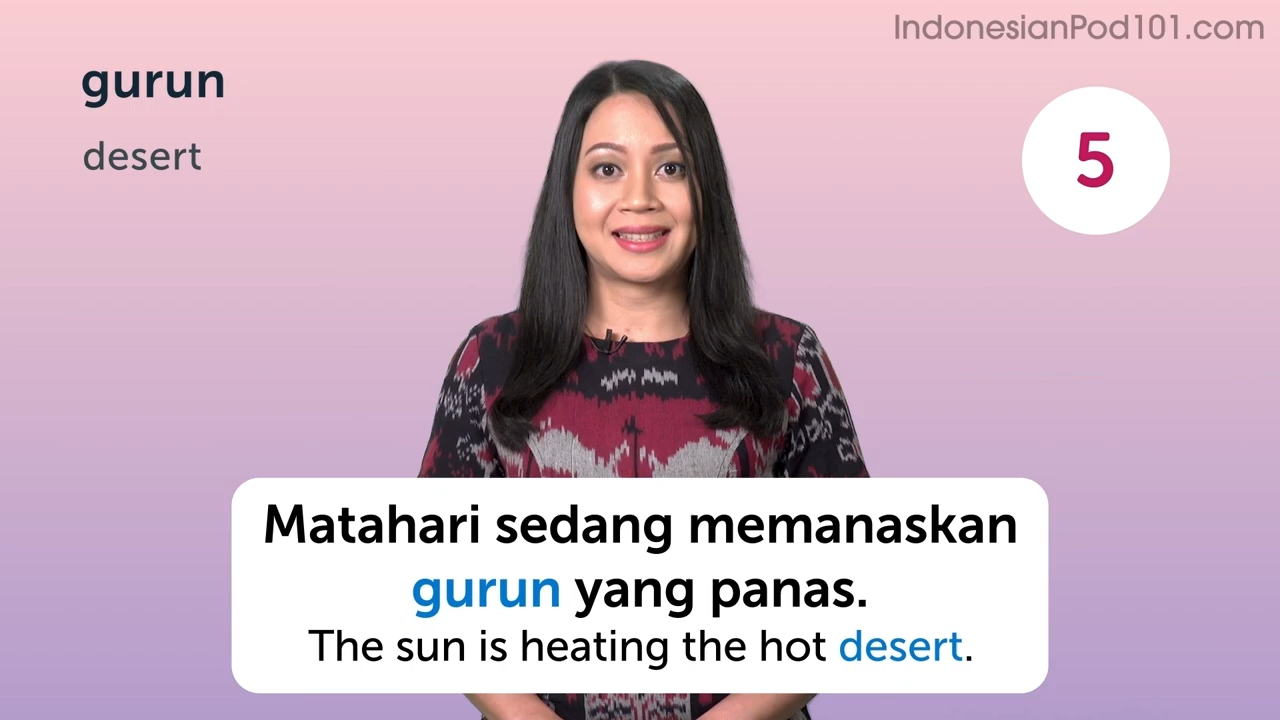 IndonesianPod101.com
gurun
desert
5
Matahari sedang memanaskan
gurun yang panas.
The sun is heating the hot desert.